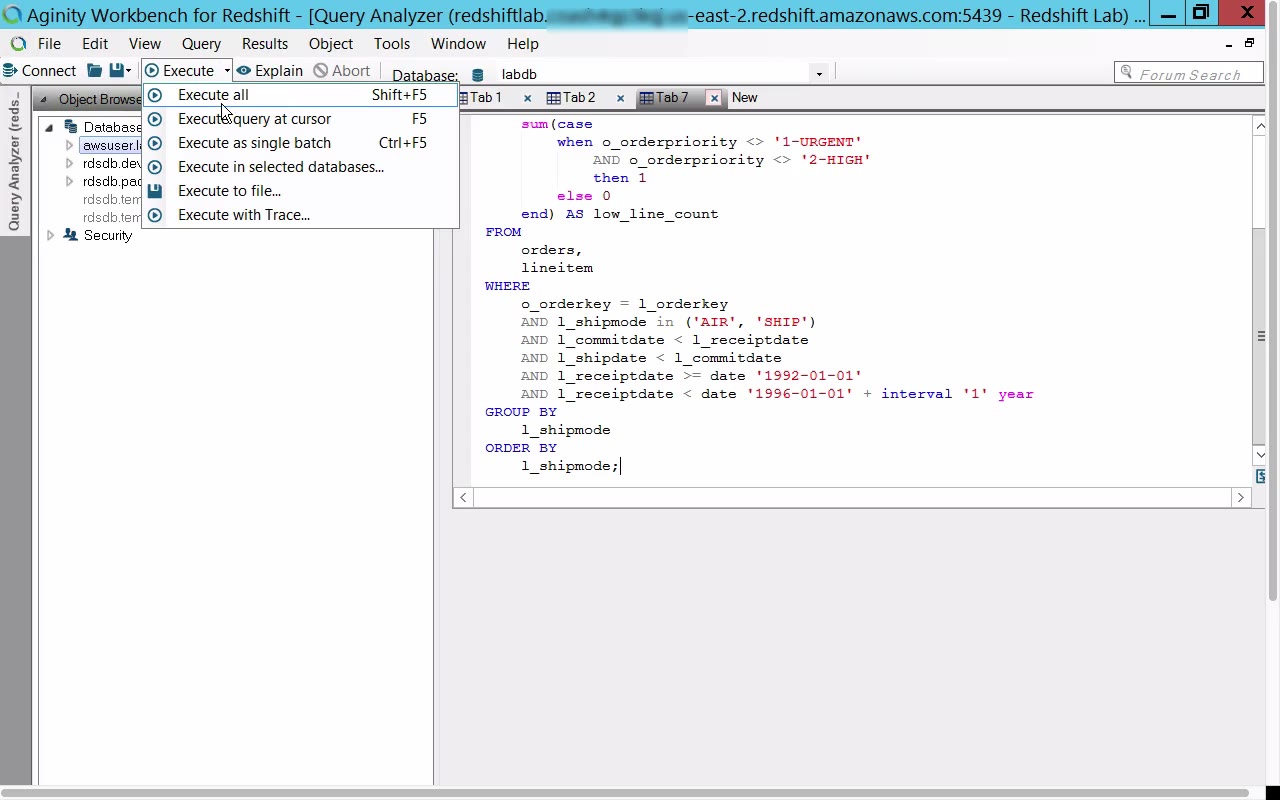 Aginity Workbench for Redshift - [Query Analyzer (redshiftlab. -east-2.redshift.amazonaws.com:5439 - Redshift Lab) ...
File Edit View Query Results Object Tools Window Help
Connect Execute Explain Abort Database: labdb Forum Search
Object Browse Tab 1 Tab 2 Tab 7 New
Query Analyzer (reds...
Execute all Shift+F5
Execute query at cursor F5
Execute as single batch Ctrl+F5
Execute in selected databases...
Execute to file...
Execute with Trace...
Database
awsuser.la
rdsdb.dev
rdsdb.pad
rdsdb.tem
rdsdb.tem
Security
sum(case
when o_orderpriority <> '1-URGENT'
AND o_orderpriority <> '2-HIGH'
then 1
else 0
end) AS low_line_count
FROM
orders,
lineitem
WHERE
o_orderkey = l_orderkey
AND l_shipmode in ('AIR', 'SHIP')
AND l_commitdate < l_receiptdate
AND l_shipdate < l_commitdate
AND l_receiptdate >= date '1992-01-01'
AND l_receiptdate < date '1996-01-01' + interval '1' year
GROUP BY
l_shipmode
ORDER BY
l_shipmode;